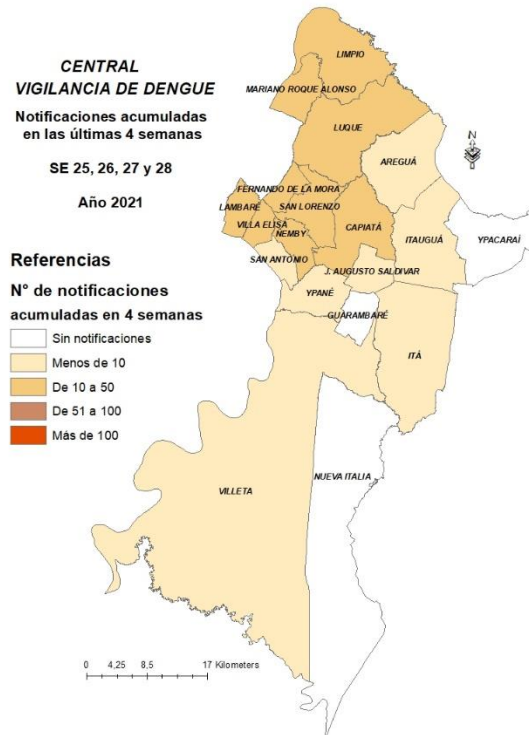 CENTRAL
VIGILANCIA DE DENGUE
Notificaciones acumuladas
en las últimas 4 semanas
SE 25, 26, 27 y 28
Año 2021
Referencias
N° de notificaciones
acumuladas en 4 semanas
Sin notificaciones
Menos de 10
De 10 a 50
De 51 a 100
Más de 100
LIMPIO
MARIANO ROQUE ALONSO
LUQUE
N
AREGUÁ
FERNANDO DE LA MORA
LAMBARÉ
SAN LORENZO
VILLA ELISA
CAPIATÁ
ÑEMBY
ITAUGUÁ
YPACARAÍ
SAN ANTONIO
J. AUGUSTO SALDIVAR
YPANÉ
GUARAMBARÉ
ITÁ
NUEVA ITALIA
VILLETA
0 4,25 8,5 17 Kilometers